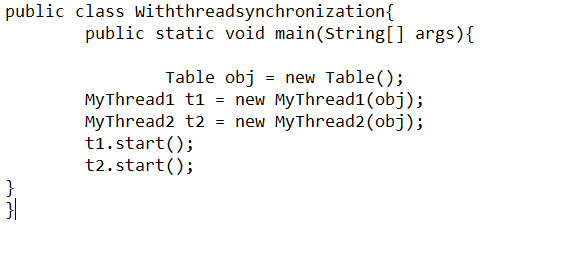 public class Withthreadsynchronization{
public static void main(String[] args){
Table obj = new Table();
MyThread1 t1 = new MyThread1(obj);
MyThread2 t2 = new MyThread2(obj);
t1.start();
t2.start();
}
}